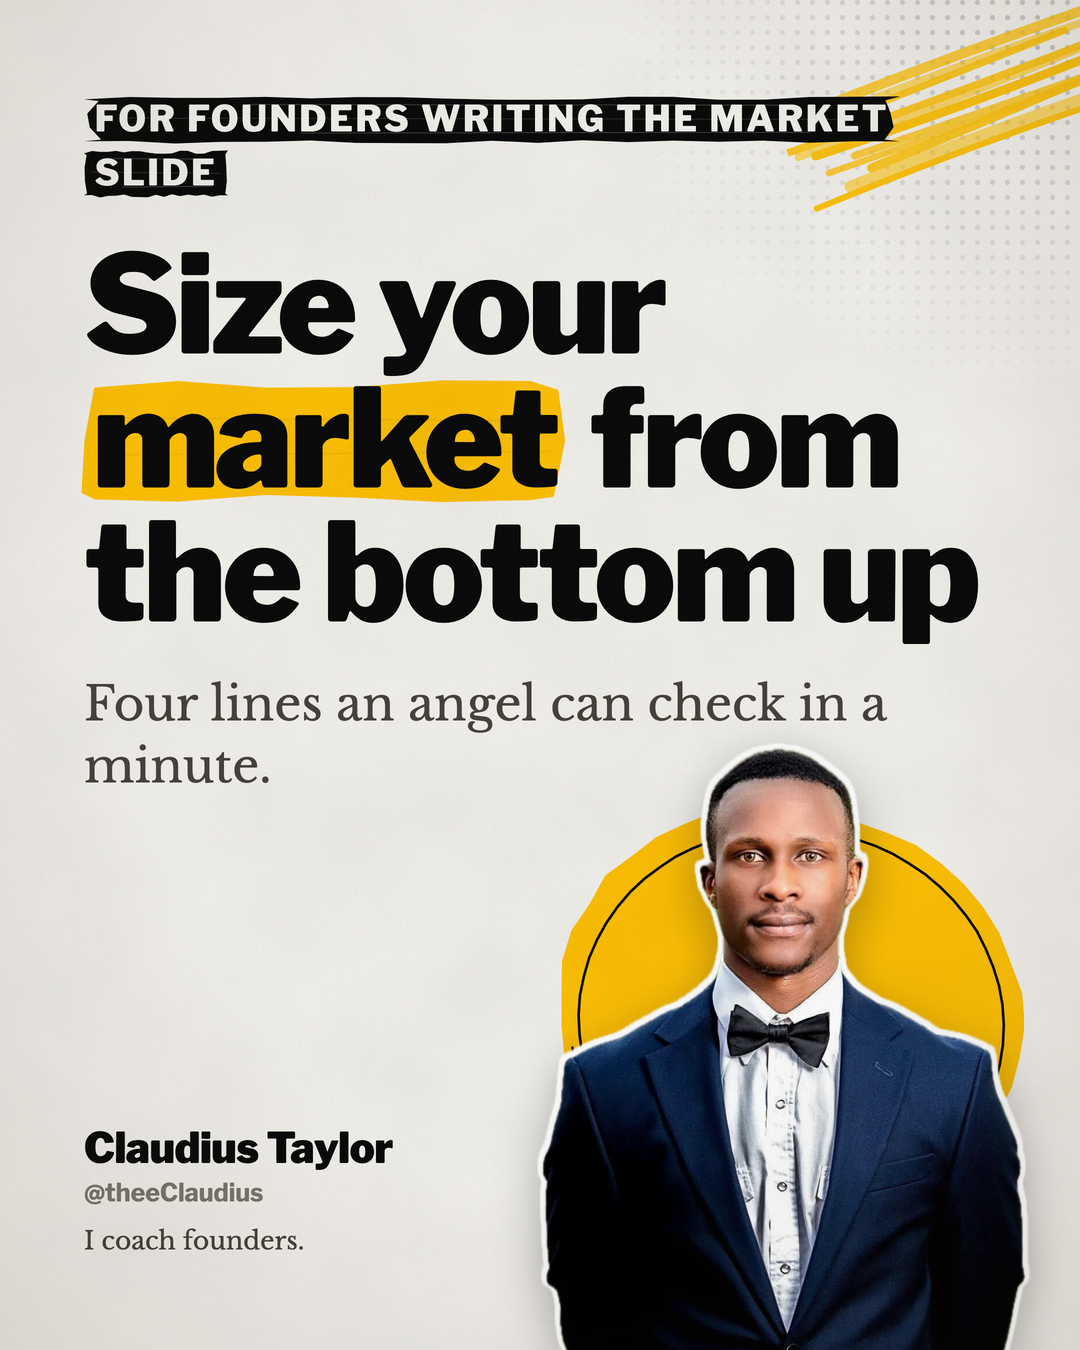 FOR FOUNDERS WRITING THE MARKET
SLIDE
Size your
market from
the bottom up
Four lines an angel can check in a
minute.
Claudius Taylor
@theeClaudius
I coach founders.